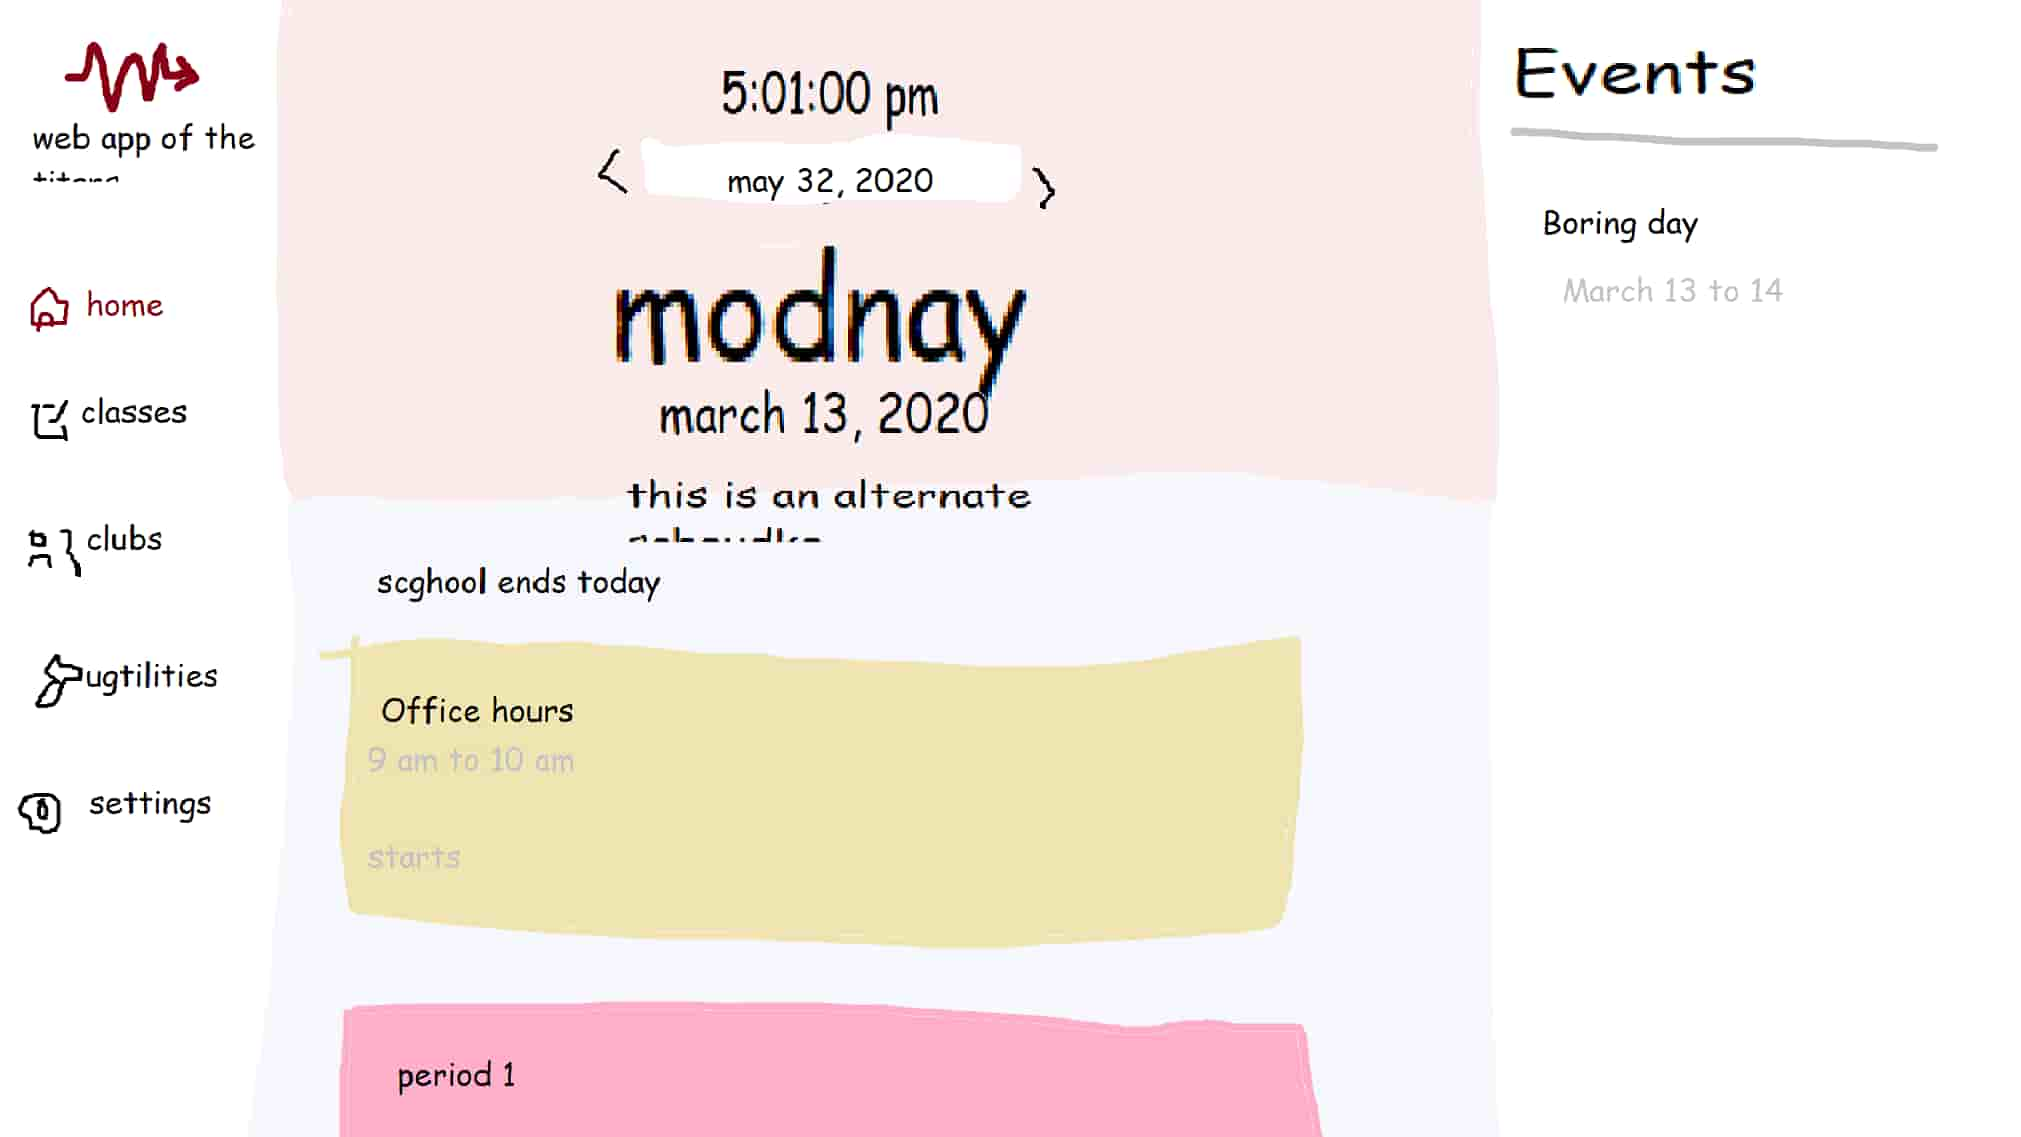 web app of the
home
classes
clubs
ugtilities
settings
5:01:00 pm
< may 32, 2020 >
modnay
march 13, 2020
this is an alternate
scghool ends today
Office hours
9 am to 10 am
starts
period 1
Events
Boring day
March 13 to 14